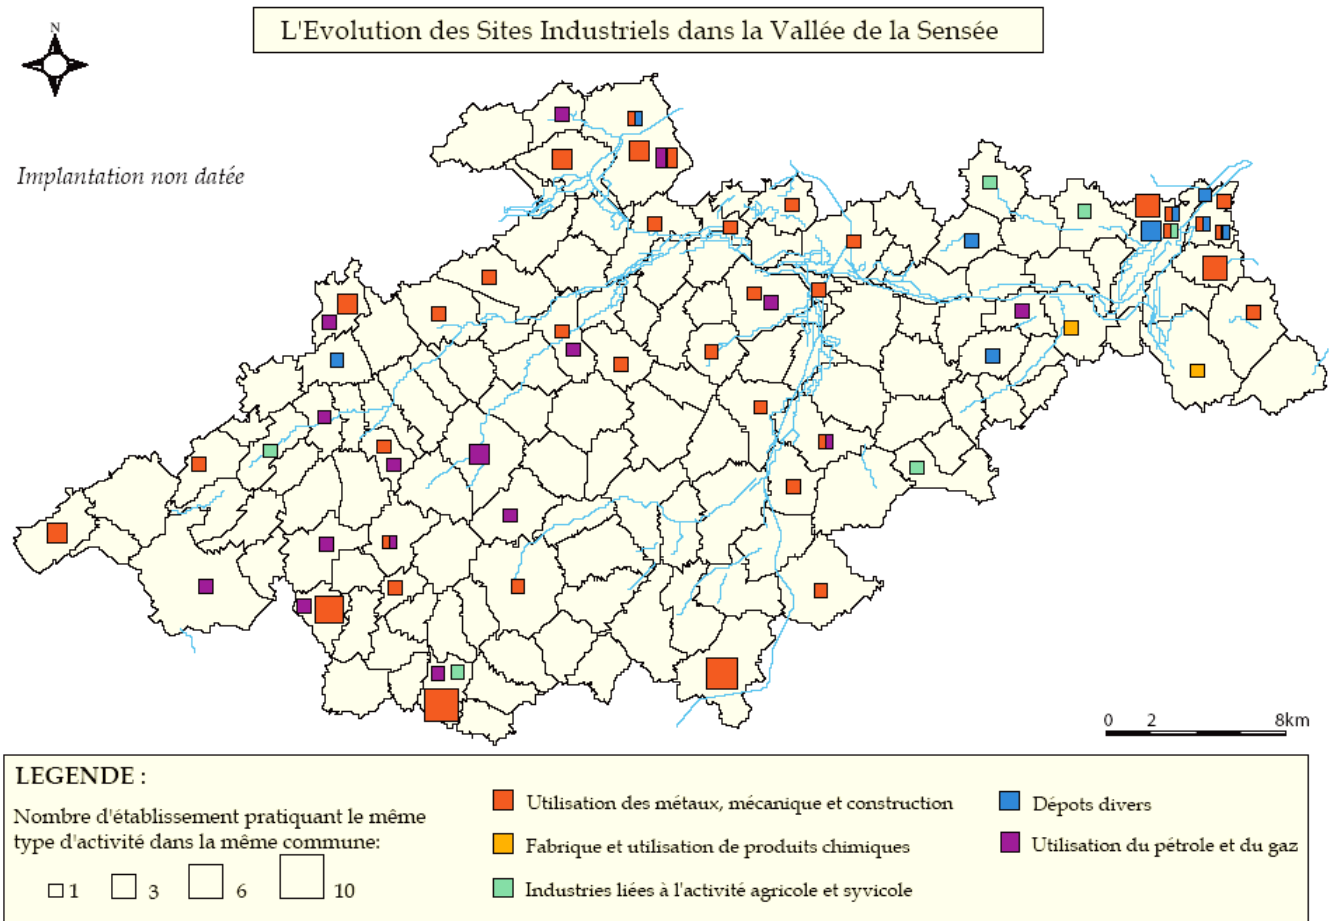 L'Evolution des Sites Industriels dans la Vallée de la Sensée
N
Implantation non datée
0 2 8km
LEGENDE :
Nombre d'établissement pratiquant le même
type d'activité dans la même commune:
1 3 6 10
Utilisation des métaux, mécanique et construction
Fabrique et utilisation de produits chimiques
Industries liées à l'activité agricole et syvicole
Dépots divers
Utilisation du pétrole et du gaz